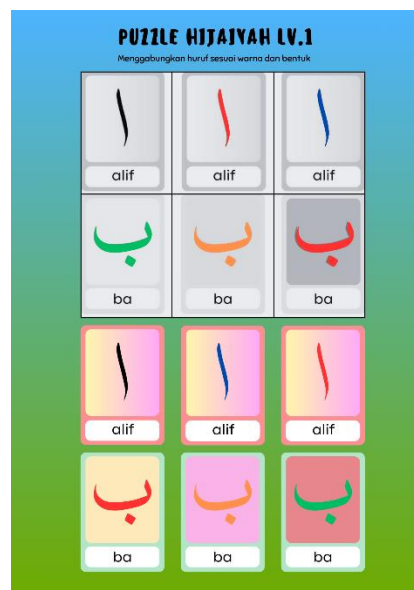 PUZZLE HIJAIYAH LV.1
Menggabungkan huruf sesuai warna dan bentuk
ا ا ا
alif alif alif
ب ب ب
ba ba ba
ا ا ا
alif alif alif
ب ب ب
ba ba ba